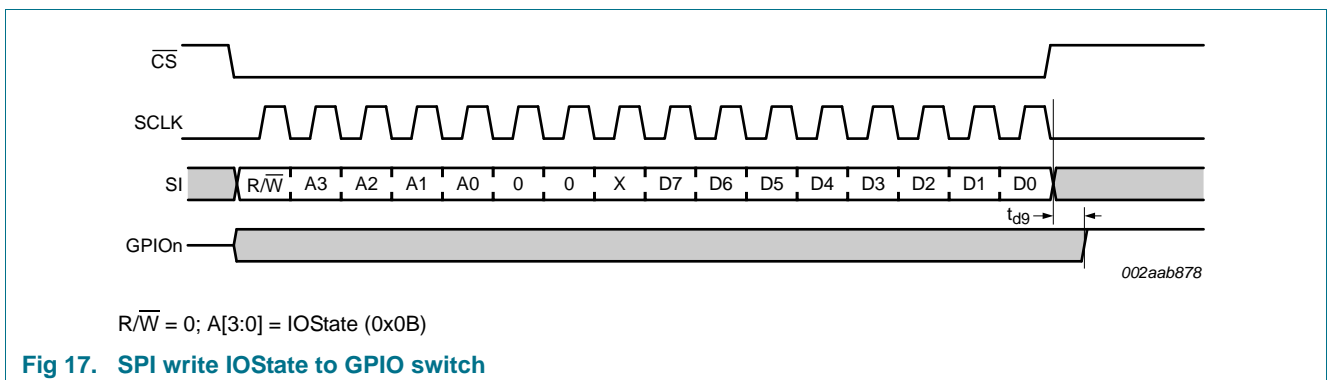 CS
SCLK
SI R/W A3 A2 A1 A0 0 0 X D7 D6 D5 D4 D3 D2 D1 D0
td9
GPIOn
002aab878
R/W = 0; A[3:0] = IOState (0x0B)
Fig 17. SPI write IOState to GPIO switch